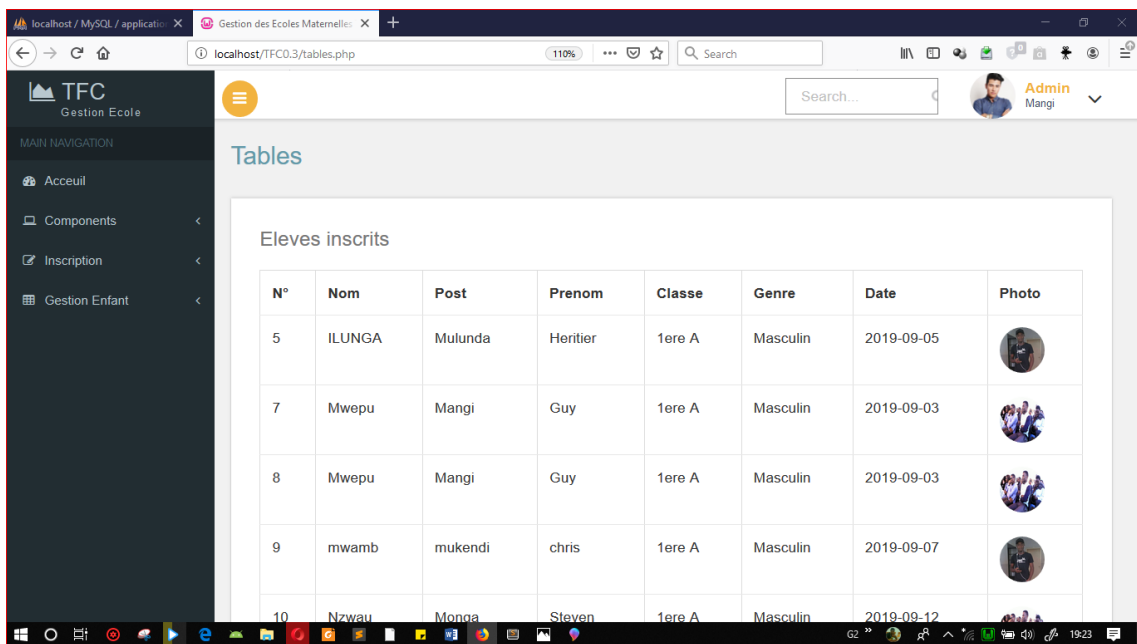 localhost / MySQL / application
Gestion des Ecoles Maternelles
localhost/TFC0.3/tables.php
110%
Search
TFC
Gestion Ecole
Search...
Admin
Mangi
MAIN NAVIGATION
Acceuil
Components
Inscription
Gestion Enfant
Tables
Eleves inscrits
N° Nom Post Prenom Classe Genre Date Photo
5 ILUNGA Mulunda Heritier 1ere A Masculin 2019-09-05
7 Mwepu Mangi Guy 1ere A Masculin 2019-09-03
8 Mwepu Mangi Guy 1ere A Masculin 2019-09-03
9 mwamb mukendi chris 1ere A Masculin 2019-09-07
10 Nzwau Monga Steven 1ere A Masculin 2019-09-12
G2 19:23